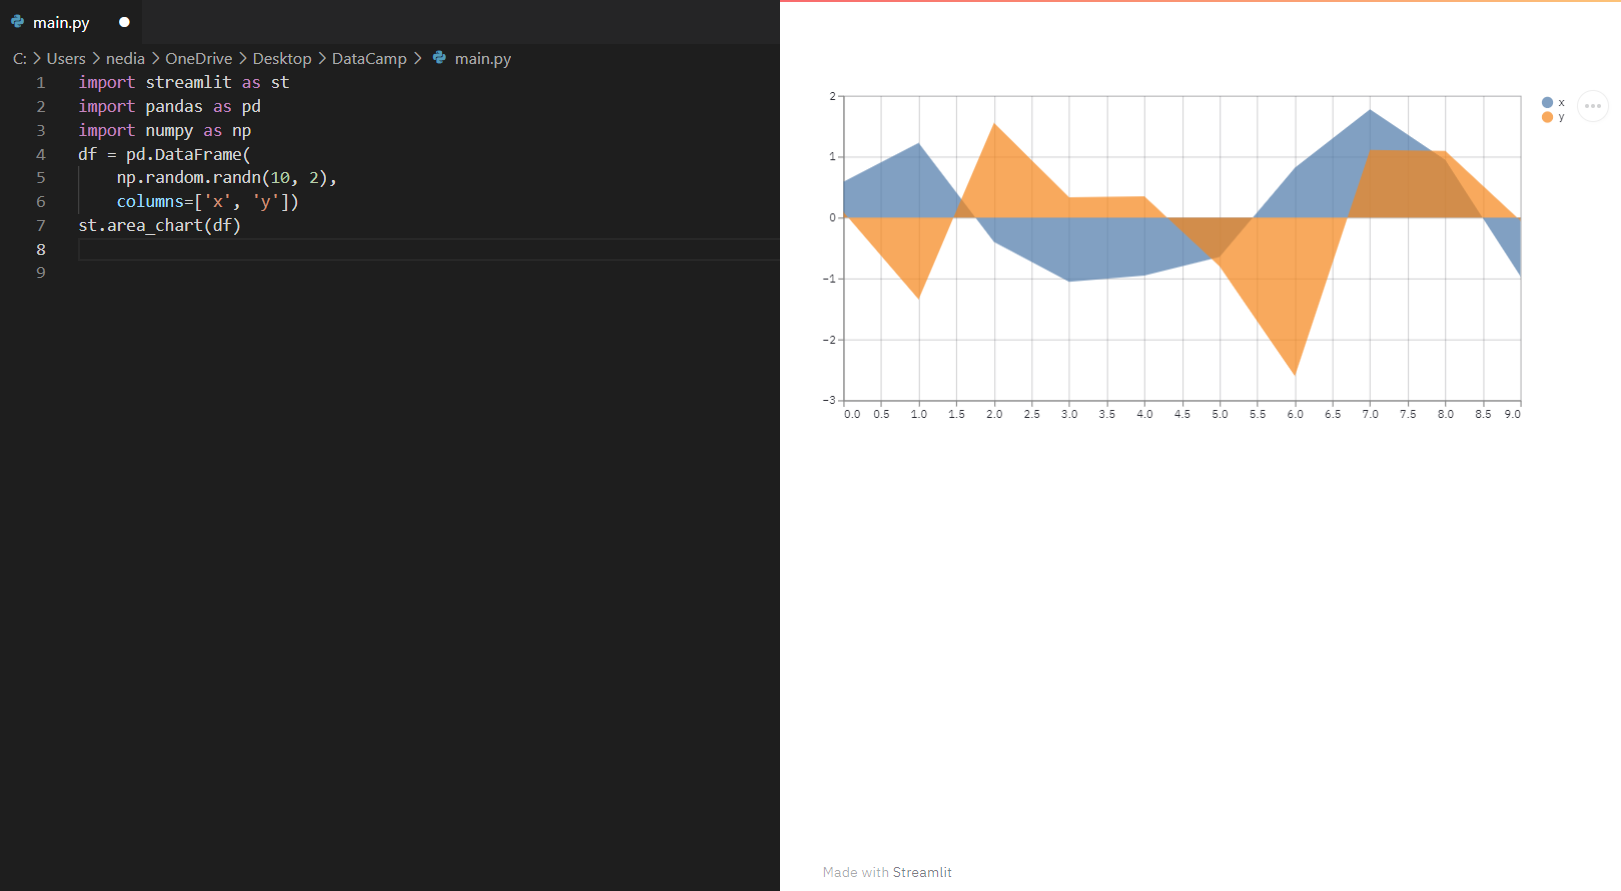 main.py
C: > Users > nedia > OneDrive > Desktop > DataCamp > main.py
1 import streamlit as st
2 import pandas as pd
3 import numpy as np
4 df = pd.DataFrame(
5     np.random.randn(10, 2),
6     columns=['x', 'y'])
7 st.area_chart(df)
8
9
x
y
2
1
0
−1
−2
−3
0.0 0.5 1.0 1.5 2.0 2.5 3.0 3.5 4.0 4.5 5.0 5.5 6.0 6.5 7.0 7.5 8.0 8.5 9.0
Made with Streamlit